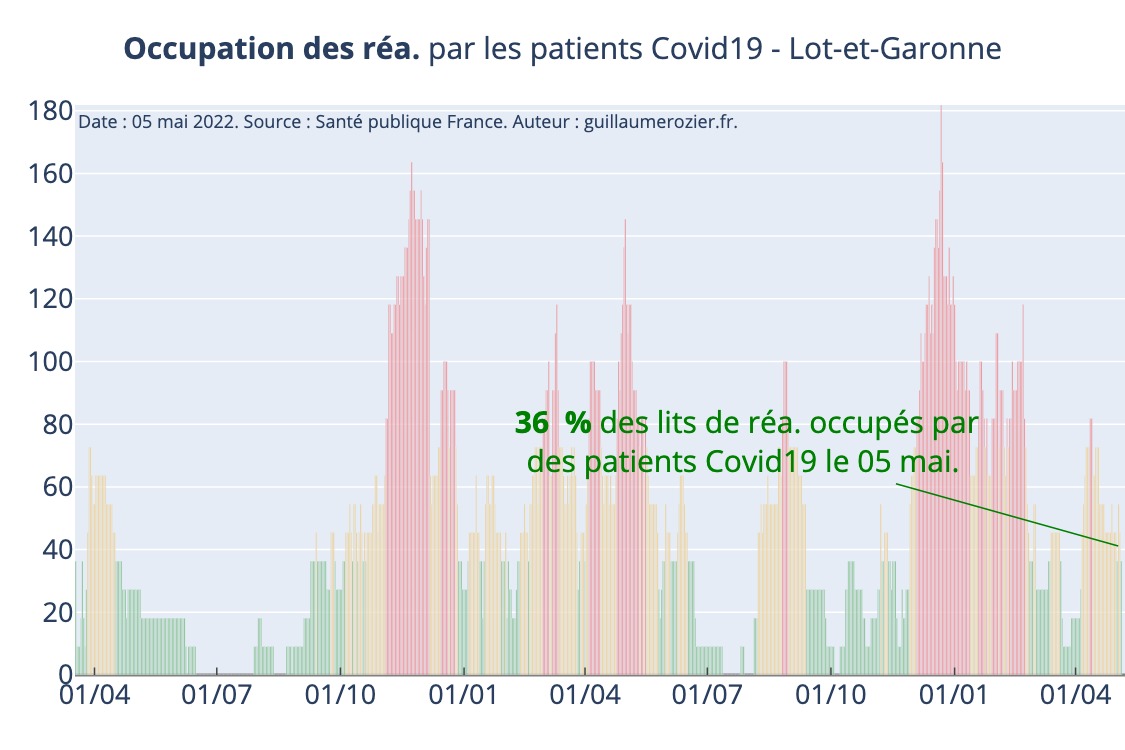 Occupation des réa. par les patients Covid19 - Lot-et-Garonne
180
Date : 05 mai 2022. Source : Santé publique France. Auteur : guillaumerozier.fr.
160
140
120
100
80
36 % des lits de réa. occupés par
des patients Covid19 le 05 mai.
60
40
20
0
01/04 01/07 01/10 01/01 01/04 01/07 01/10 01/01 01/04